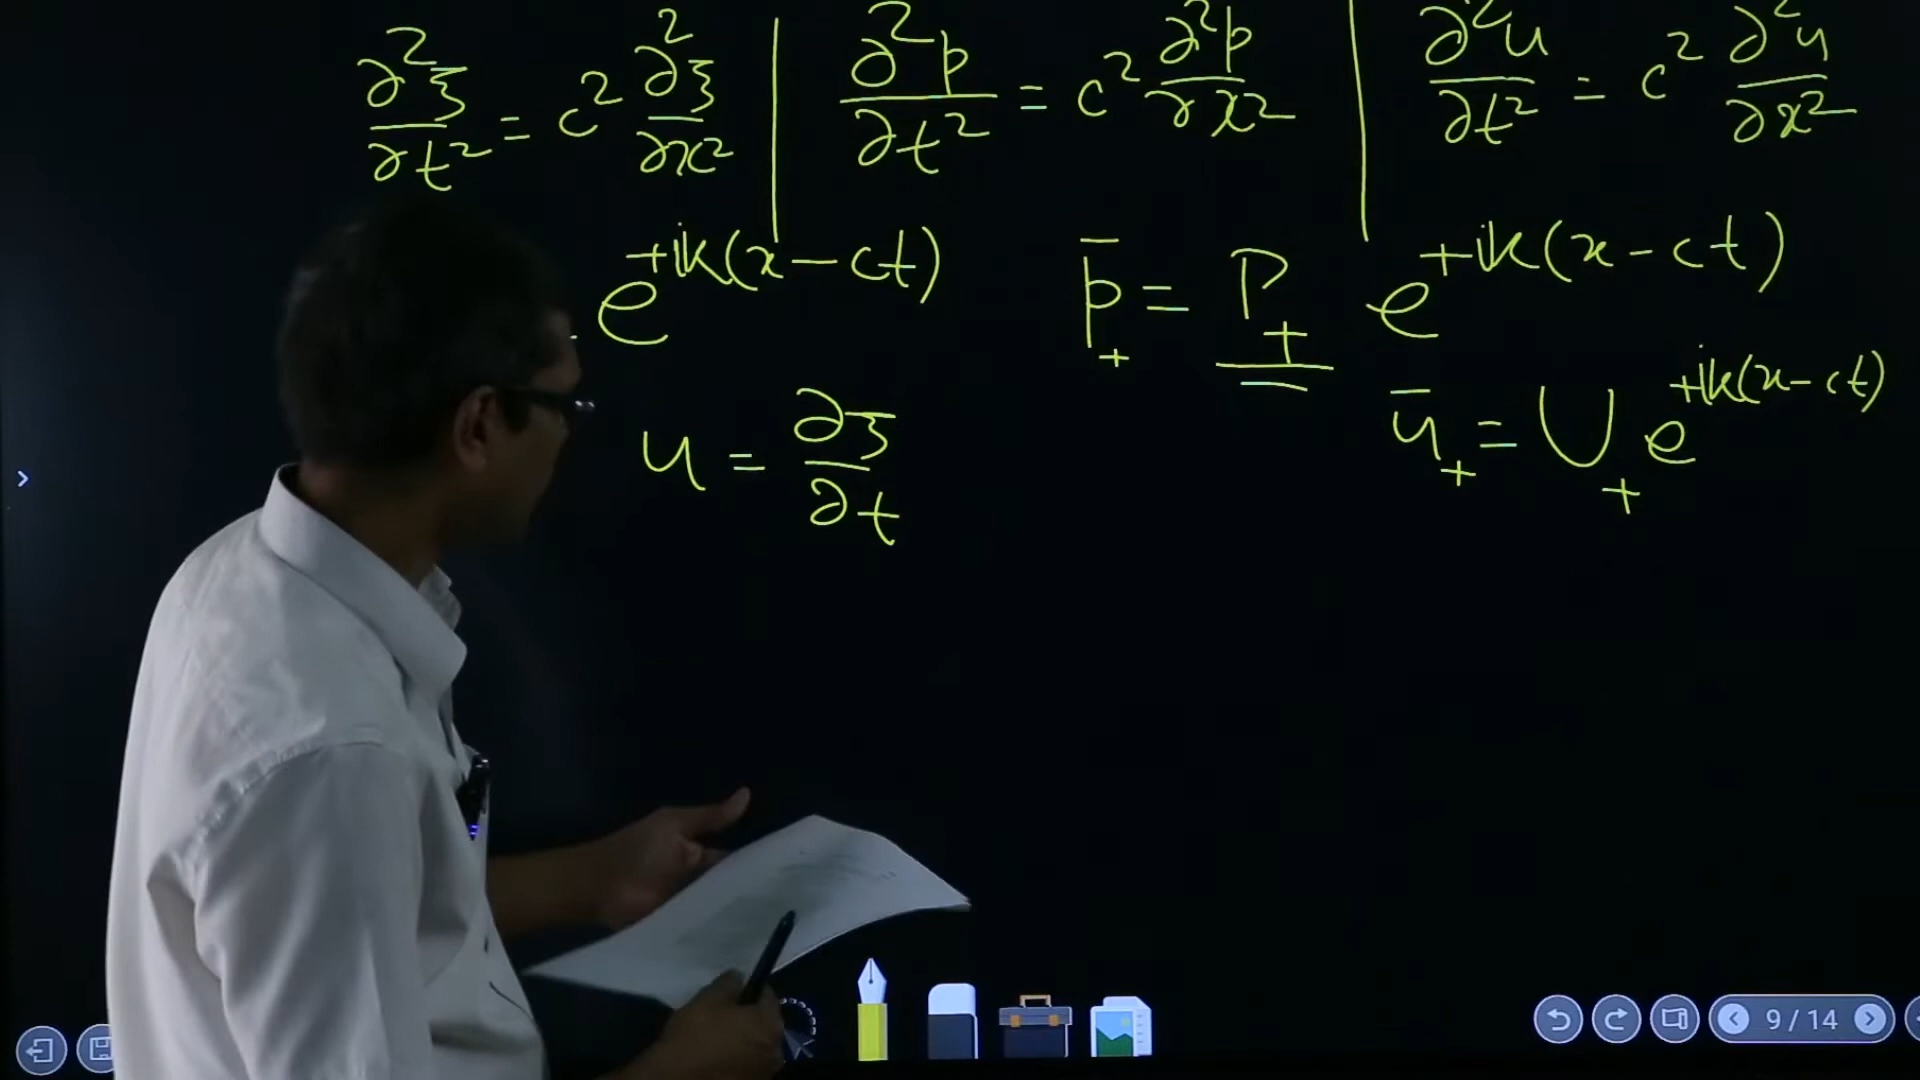 ∂²ξ/∂t² = c² ∂²ξ/∂x² | ∂²p/∂t² = c² ∂²p/∂x² | ∂²u/∂t² = c² ∂²u/∂x²
e^{+ik(x-ct)} p̄₊ = P₊ e^{+ik(x-ct)}
u = ∂ξ/∂t ū₊ = U₊ e^{+ik(x-ct)}
9 / 14